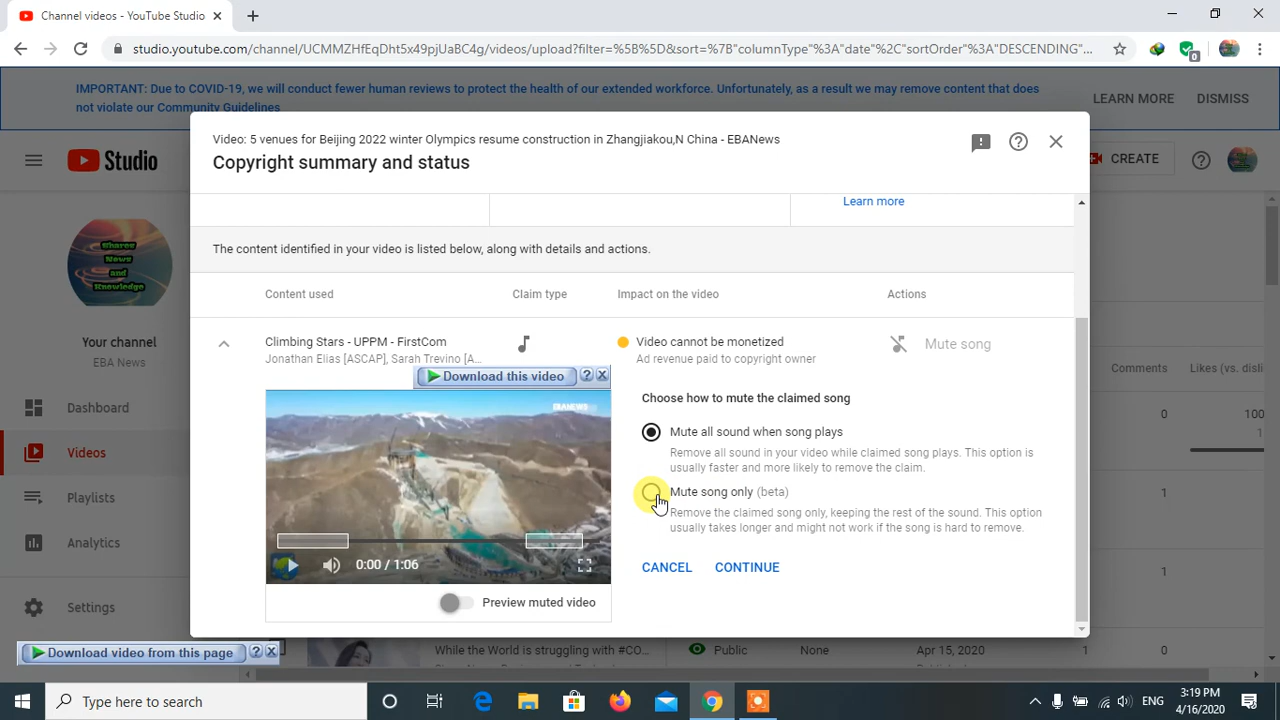 Channel videos - YouTube Studio
studio.youtube.com/channel/UCMMZHfEqDht5x49pjUaBC4g/videos/upload?filter=%5B%5D&sort=%7B"columnType"%3A"date"%2C"sortOrder"%3A"DESCENDING"...
0
IMPORTANT: Due to COVID-19, we will conduct fewer human reviews to protect the health of our extended workforce. Unfortunately, as a result we may remove content that does
not violate our Community Guidelines
LEARN MORE
DISMISS
Studio
CREATE
Shares
News
and
Knowledge
Your channel
EBA News
Dashboard
Videos
Playlists
Analytics
Settings
Video: 5 venues for Beijing 2022 winter Olympics resume construction in Zhangjiakou,N China - EBANews
Copyright summary and status
Learn more
The content identified in your video is listed below, along with details and actions.
Content used
Claim type
Impact on the video
Actions
Climbing Stars - UPPM - FirstCom
Jonathan Elias [ASCAP], Sarah Trevino [A...
Video cannot be monetized
Ad revenue paid to copyright owner
Mute song
Download this video
EBANEWS
0:00 / 1:06
Preview muted video
Choose how to mute the claimed song
Mute all sound when song plays
Remove all sound in your video while claimed song plays. This option is
usually faster and more likely to remove the claim.
Mute song only (beta)
Remove the claimed song only, keeping the rest of the sound. This option
usually takes longer and might not work if the song is hard to remove.
CANCEL
CONTINUE
Comments
Likes (vs. disli
0
100
1
1
1
0
While the World is struggling with #CO...
Public
None
Apr 15, 2020
Download video from this page
Type here to search
ENG
3:19 PM
4/16/2020